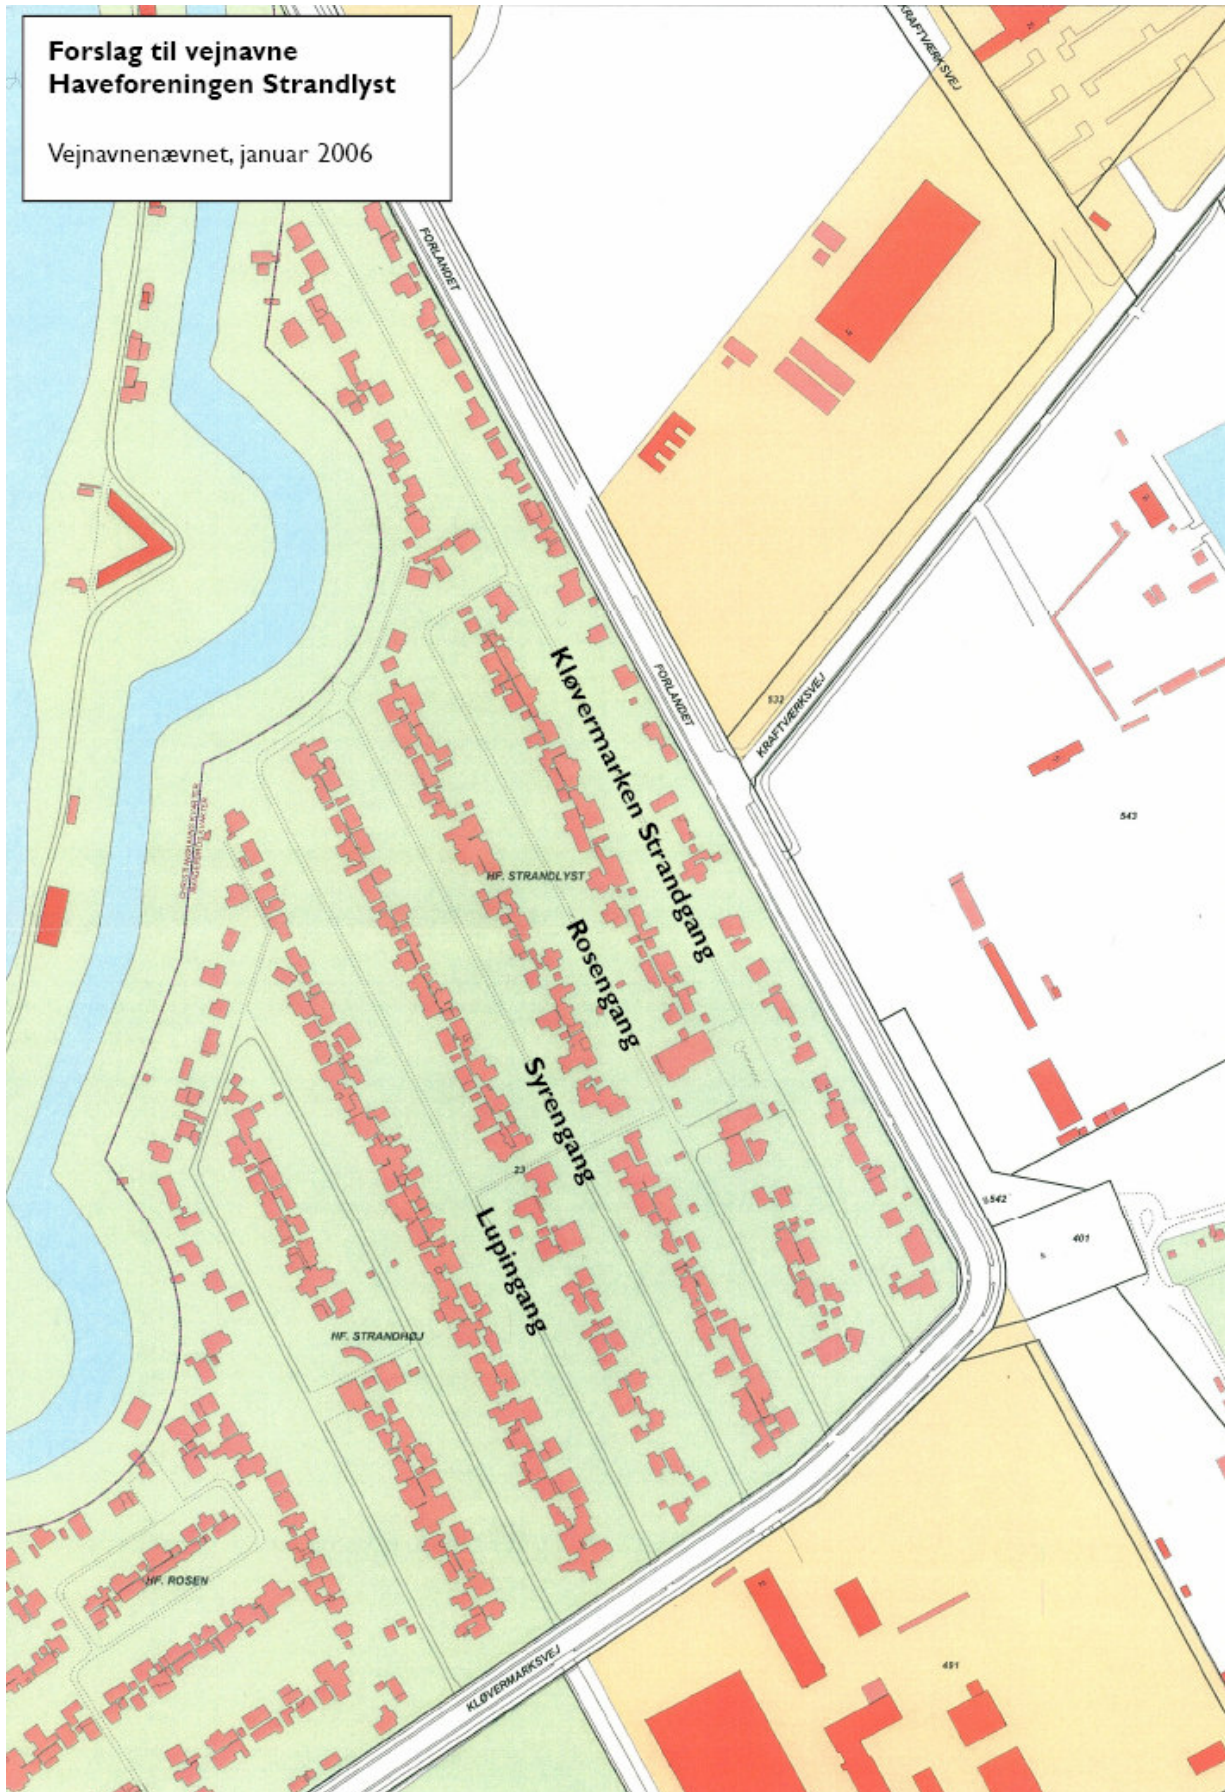 Forslag til vejnavne
Haveforeningen Strandlyst
Vejnavnenævnet, januar 2006
KRAFTVÆRKSVEJ
FORLANDET
Kløvermarken Strandgang
FORLANDET
532
KRAFTVÆRKSVEJ
543
HF. STRANDLYST
Rosengang
Syrengang
23
Lupingang
542
401
HF. STRANDHØJ
HF. ROSEN
KLØVERMARKSVEJ
491